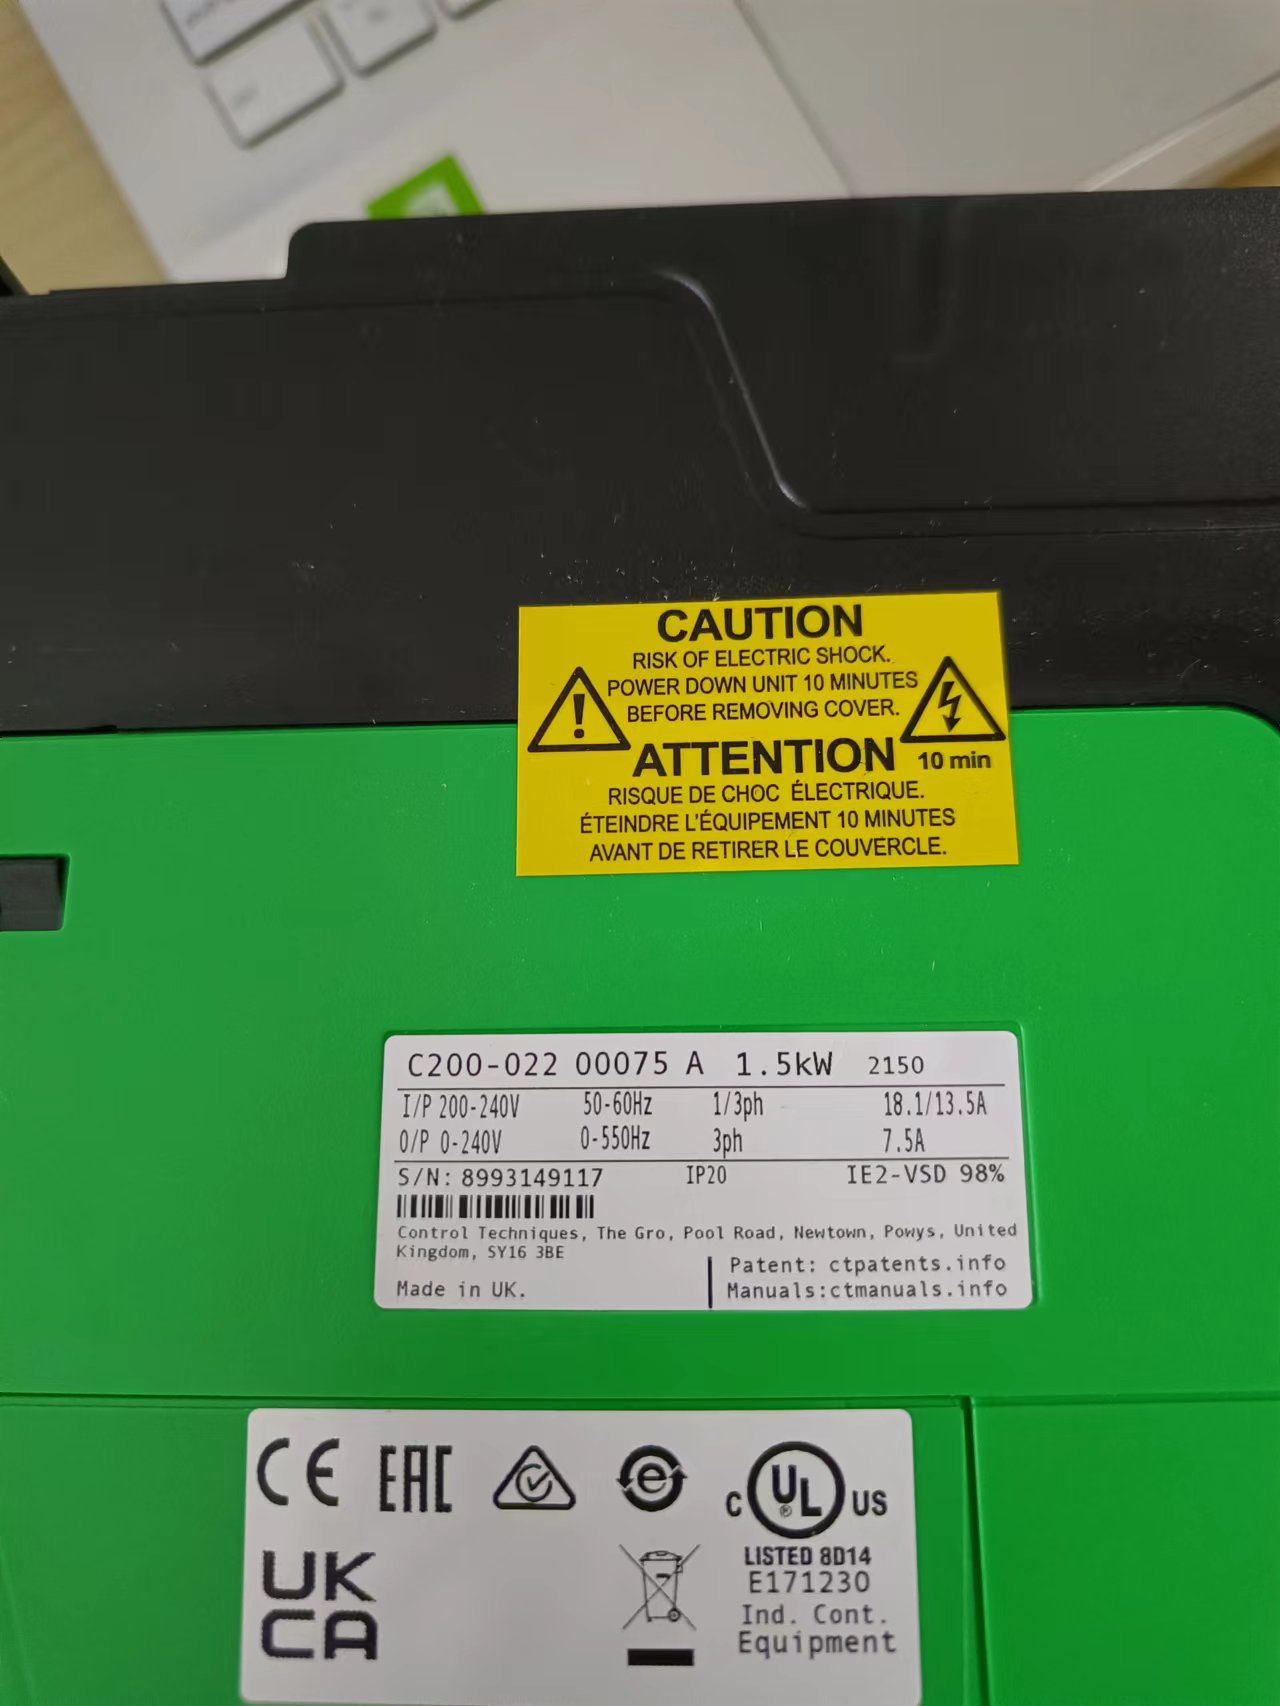 CAUTION
RISK OF ELECTRIC SHOCK.
POWER DOWN UNIT 10 MINUTES
BEFORE REMOVING COVER.
ATTENTION
10 min
RISQUE DE CHOC ÉLECTRIQUE.
ÉTEINDRE L'ÉQUIPEMENT 10 MINUTES
AVANT DE RETIRER LE COUVERCLE.
C200-022 00075 A 1.5kW 2150
I/P 200-240V 50-60Hz 1/3ph 18.1/13.5A
O/P 0-240V 0-550Hz 3ph 7.5A
S/N: 8993149117 IP20 IE2-VSD 98%
Control Techniques, The Gro, Pool Road, Newtown, Powys, United
Kingdom, SY16 3BE
Patent: ctpatents.info
Made in UK.
Manuals:ctmanuals.info
CE EAC e c UL ® US
UK
CA
LISTED 8D14
E171230
Ind. Cont.
Equipment